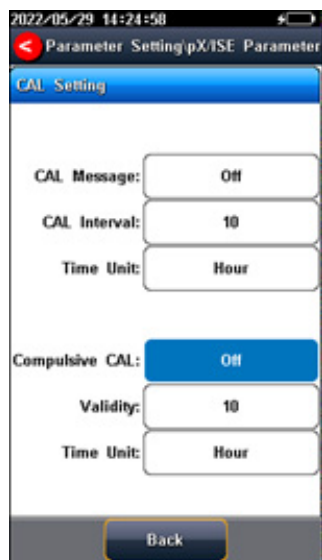 2022/05/29 14:24:58
Parameter Setting\pX/ISE Parameter
CAL Setting
CAL Message: Off
CAL Interval: 10
Time Unit: Hour
Compulsive CAL: Off
Validity: 10
Time Unit: Hour
Back